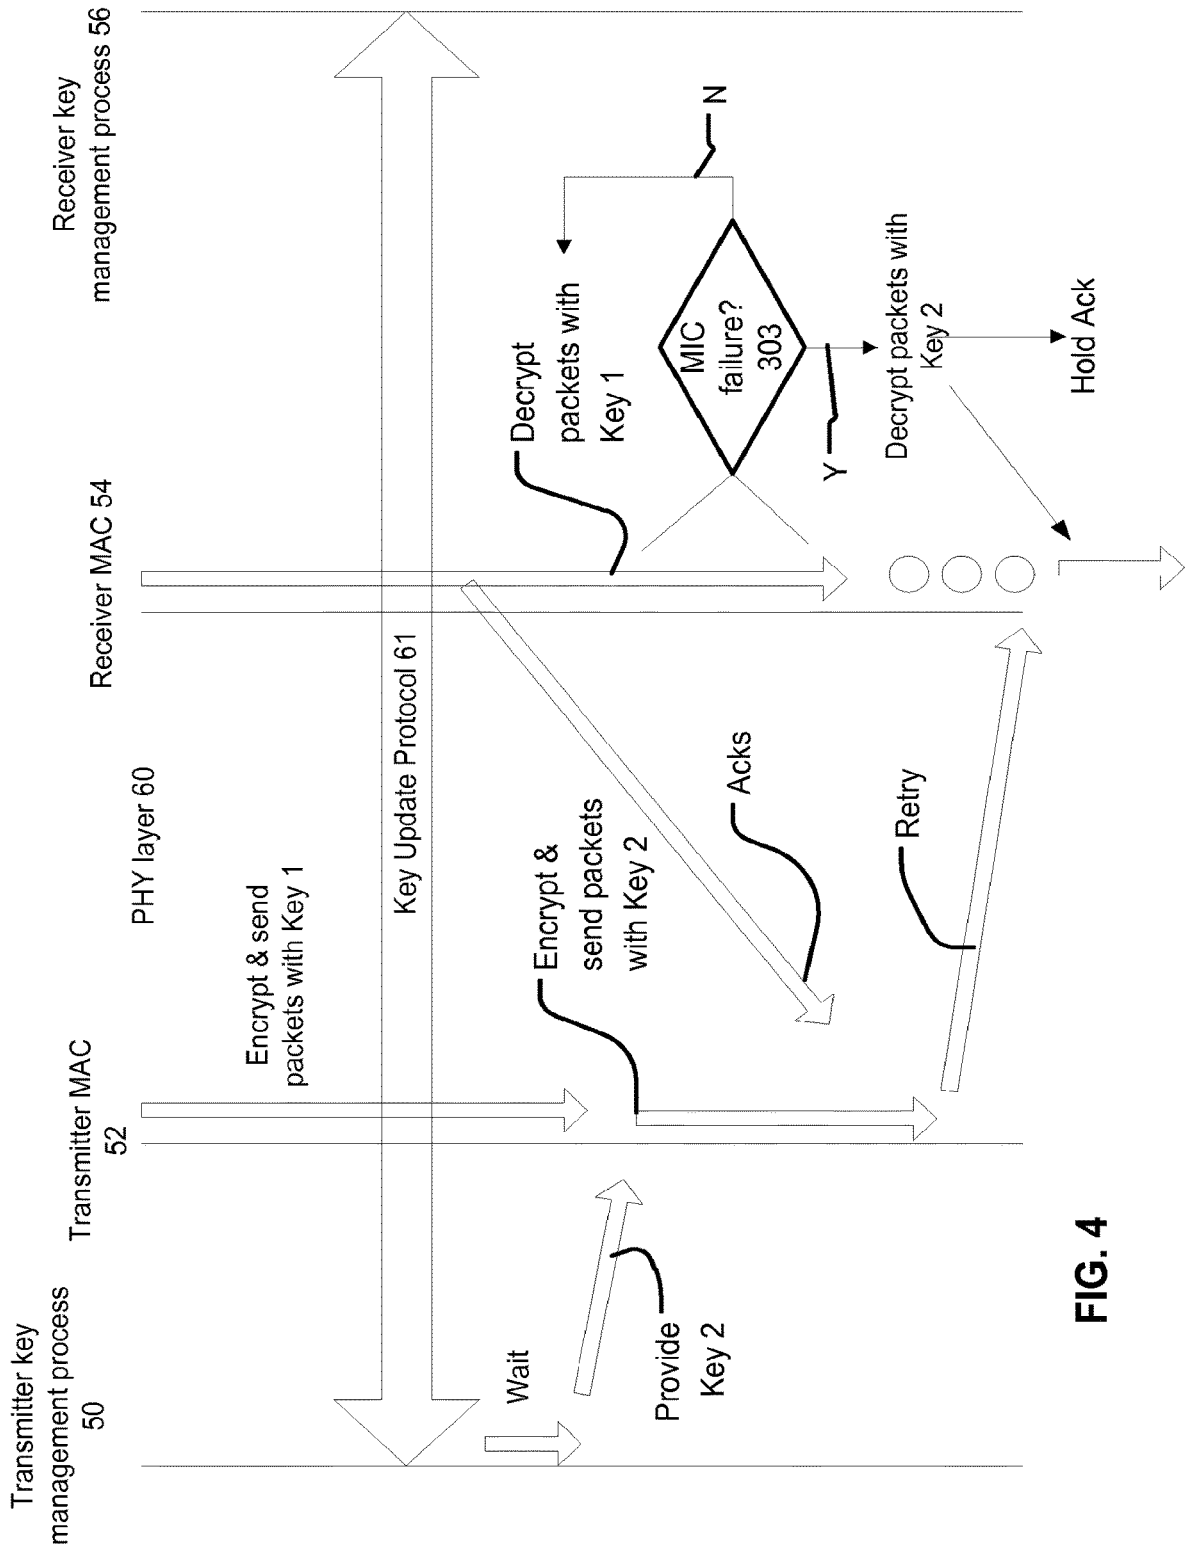 Transmitter key
management process
50
Transmitter MAC
52
PHY layer 60
Receiver MAC 54
Receiver key
management process 56
Encrypt & send
packets with Key 1
Key Update Protocol 61
Wait
Provide
Key 2
Encrypt &
send packets
with Key 2
Acks
Retry
Decrypt
packets with
Key 1
MIC
failure?
303
N
Y
Decrypt packets with
Key 2
Hold Ack
FIG. 4